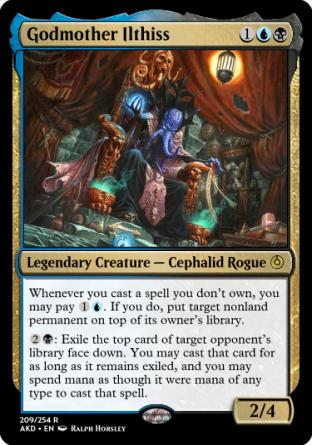 Godmother Ilthiss 1
Legendary Creature — Cephalid Rogue
Whenever you cast a spell you don't own, you
may pay 1. If you do, put target nonland
permanent on top of its owner's library.
2: Exile the top card of target opponent's
library face down. You may cast that card for
as long as it remains exiled, and you may
spend mana as though it were mana of any
type to cast that spell.
2/4
209/254 R
AKD • EN RALPH HORSLEY